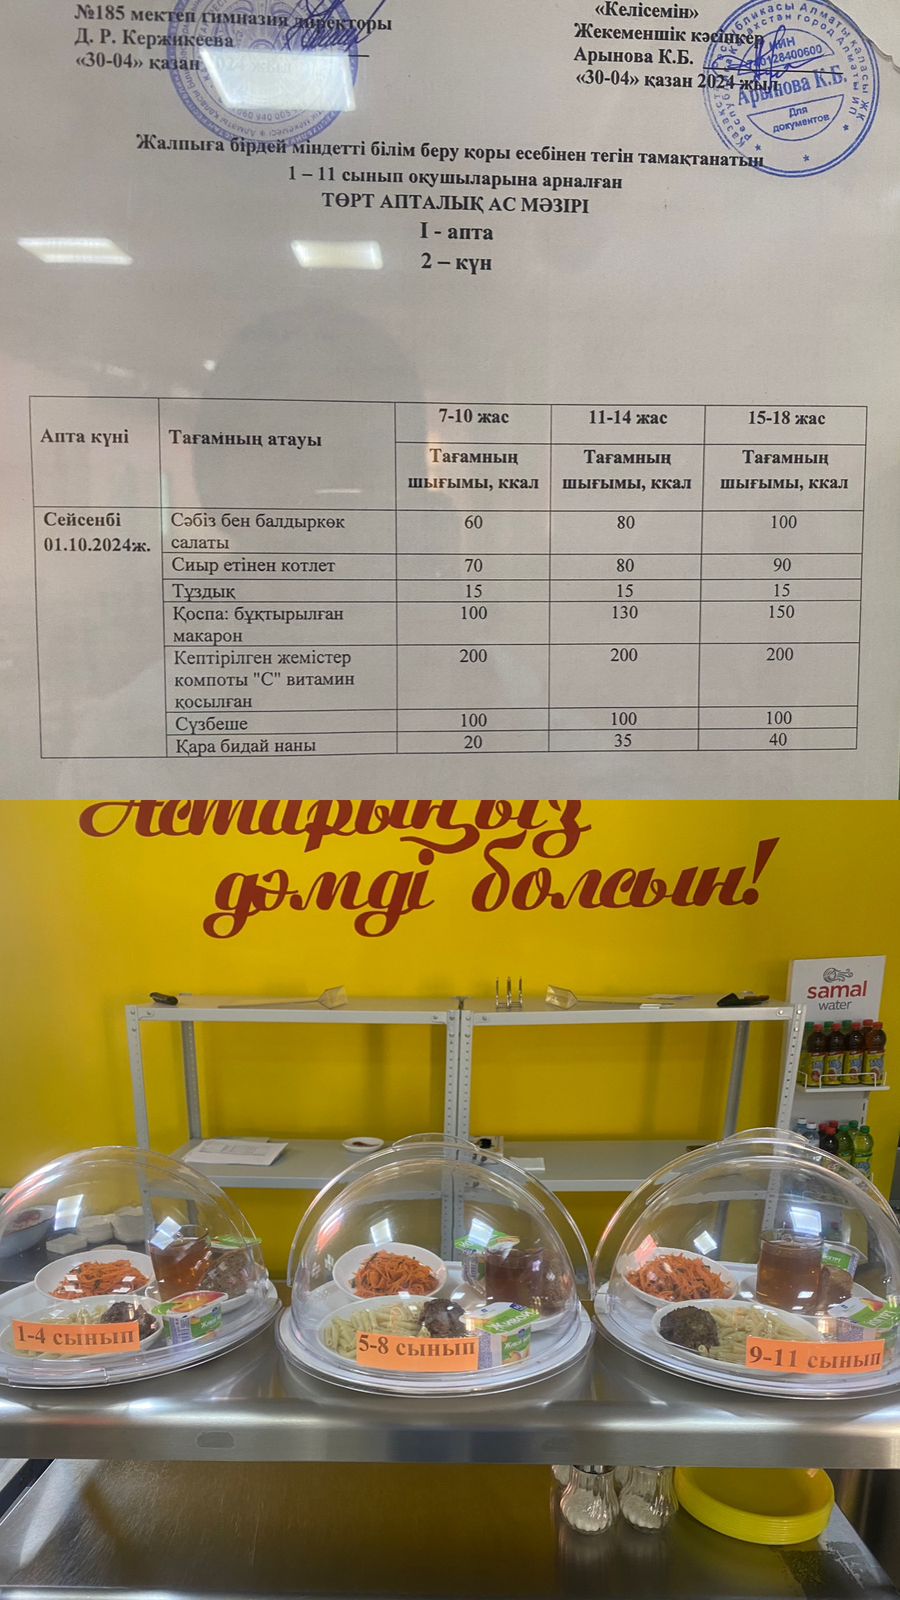 №185 мектеп гимназия директоры
Д. Р. Кержикеева
«30-04» қазан 2024
«Келісемін»
Жекеменшік кәсіпкер
Арынова К.Б.
«30-04» қазан 2024 жыл
Арынова К.Б.
Для
документов
Жалпыға бірдей міндетті білім беру қоры есебінен тегін тамақтанатын
1 – 11 сынып оқушыларына арналған
ТӨРТ АПТАЛЫҚ АС МӘЗІРІ
I - апта
2 – күн
Апта күні Тағамның атауы 7-10 жас 11-14 жас 15-18 жас
Тағамның Тағамның Тағамның
шығымы, ккал шығымы, ккал шығымы, ккал
Сейсенбі Сәбіз бен балдыркөк 60 80 100
01.10.2024ж. салаты
Сиыр етінен котлет 70 80 90
Тұздық 15 15 15
Қоспа: бұқтырылған 100 130 150
макарон
Кептірілген жемістер 200 200 200
компоты "С" витамин
қосылған
Сүзбеше 100 100 100
Қара бидай наны 20 35 40
Астарыңыз
дәмді болсын!
samal
water
1-4 сынып
5-8 сынып
9-11 сынып